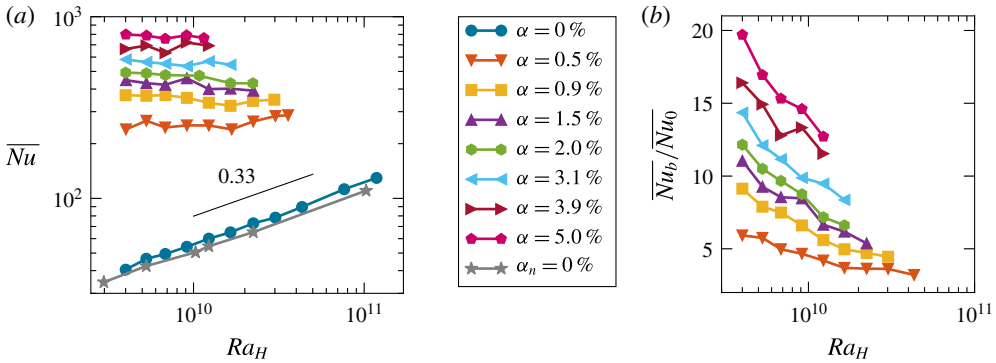 (a)
10³
10²
Nu
0.33
10¹⁰
10¹¹
Ra_H
α = 0 %
α = 0.5 %
α = 0.9 %
α = 1.5 %
α = 2.0 %
α = 3.1 %
α = 3.9 %
α = 5.0 %
αₙ = 0 %
(b)
20
15
10
5
Nu_b/Nu_0
10¹⁰
10¹¹
Ra_H